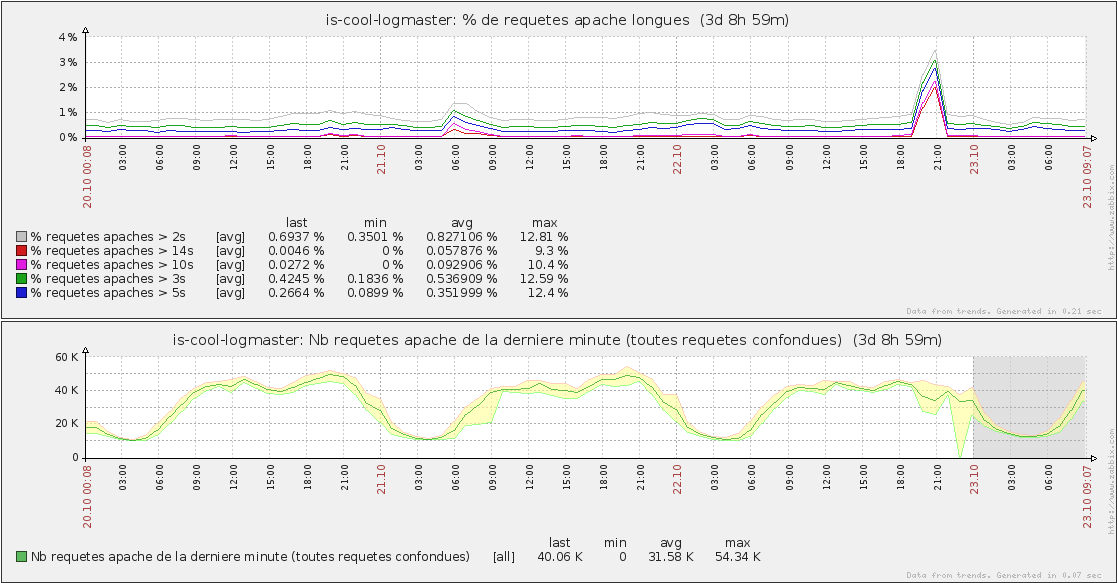 is-cool-logmaster: % de requetes apache longues (3d 8h 59m)
4 %
3 %
2 %
1 %
0 %
20.10 00:08 03:00 06:00 09:00 12:00 15:00 18:00 21:00 21.10 03:00 06:00 09:00 12:00 15:00 18:00 21:00 22.10 03:00 06:00 09:00 12:00 15:00 18:00 21:00 23.10 03:00 06:00 23.10 09:07
http://www.zabbix.com
last min avg max
% requetes apaches > 2s [avg] 0.6937 % 0.3501 % 0.827106 % 12.81 %
% requetes apaches > 14s [avg] 0.0046 % 0 % 0.057876 % 9.3 %
% requetes apaches > 10s [avg] 0.0272 % 0 % 0.092906 % 10.4 %
% requetes apaches > 3s [avg] 0.4245 % 0.1836 % 0.536909 % 12.59 %
% requetes apaches > 5s [avg] 0.2664 % 0.0899 % 0.351999 % 12.4 %
Data from trends. Generated in 0.21 sec
is-cool-logmaster: Nb requetes apache de la derniere minute (toutes requetes confondues) (3d 8h 59m)
60 K
40 K
20 K
0
20.10 00:08 03:00 06:00 09:00 12:00 15:00 18:00 21:00 21.10 03:00 06:00 09:00 12:00 15:00 18:00 21:00 22.10 03:00 06:00 09:00 12:00 15:00 18:00 21:00 23.10 03:00 06:00 23.10 09:07
http://www.zabbix.com
last min avg max
Nb requetes apache de la derniere minute (toutes requetes confondues) [all] 40.06 K 0 31.58 K 54.34 K
Data from trends. Generated in 0.07 sec